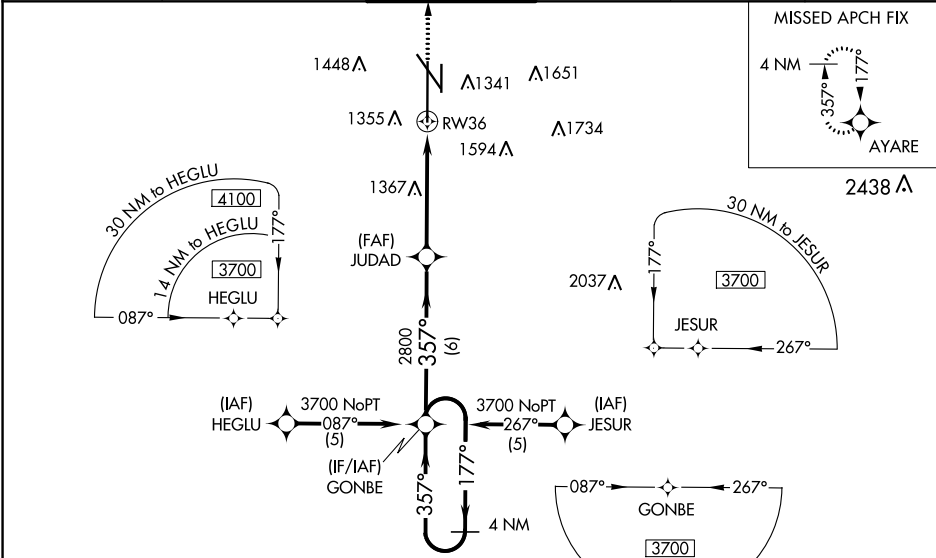 MISSED APCH FIX
4 NM
357°
177°
AYARE
2438
1448
1341
1651
1355
RW36
1734
1594
1367
30 NM to HEGLU
4100
177°
14 NM to HEGLU
3700
HEGLU
087°
(FAF)
JUDAD
30 NM to JESUR
177°
2037
3700
JESUR
267°
2800
357°
(6)
(IAF)
HEGLU
3700 NoPT
087°
(5)
3700 NoPT
267°
(5)
(IAF)
JESUR
(IF/IAF)
GONBE
357°
177°
4 NM
087°
267°
GONBE
3700